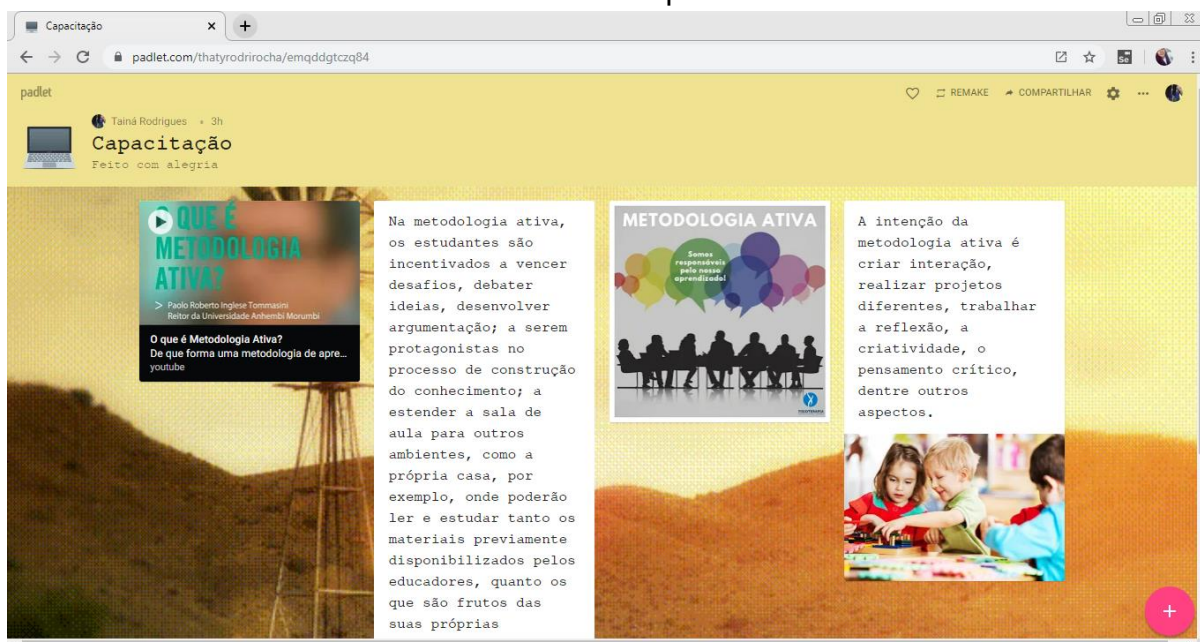 Capacitação
padlet.com/thatyrodrirocha/emqddgtczq84
Se
padlet
REMAKE
COMPARTILHAR
Tainá Rodrigues • 3h
Capacitação
Feito com alegria
O QUE É
METODOLOGIA
ATIVA?
> Paolo Roberto Inglese Tommasini
Reitor da Universidade Anhembi Morumbi
O que é Metodologia Ativa?
De que forma uma metodologia de apre...
youtube
Na metodologia ativa,
os estudantes são
incentivados a vencer
desafios, debater
ideias, desenvolver
argumentação; a serem
protagonistas no
processo de construção
do conhecimento; a
estender a sala de
aula para outros
ambientes, como a
própria casa, por
exemplo, onde poderão
ler e estudar tanto os
materiais previamente
disponibilizados pelos
educadores, quanto os
que são frutos das
suas próprias
METODOLOGIA ATIVA
Somos
responsáveis
pelo nosso
aprendizado!
A intenção da
metodologia ativa é
criar interação,
realizar projetos
diferentes, trabalhar
a reflexão, a
criatividade, o
pensamento crítico,
dentre outros
aspectos.